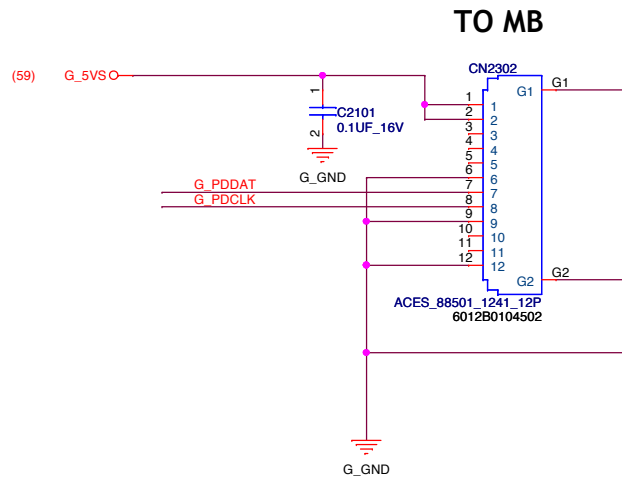 TO MB
CN2302
(59) G_5VS
G1
G1
1
C2101
0.1UF_16V
2
G_GND
1 1
2 2
3 3
4 4
5 5
6 6
G_PDDAT 7 7
G_PDCLK 8 8
9 9
10 10
11 11
12 12
G2
G2
ACES_88501_1241_12P
6012B0104502
G_GND